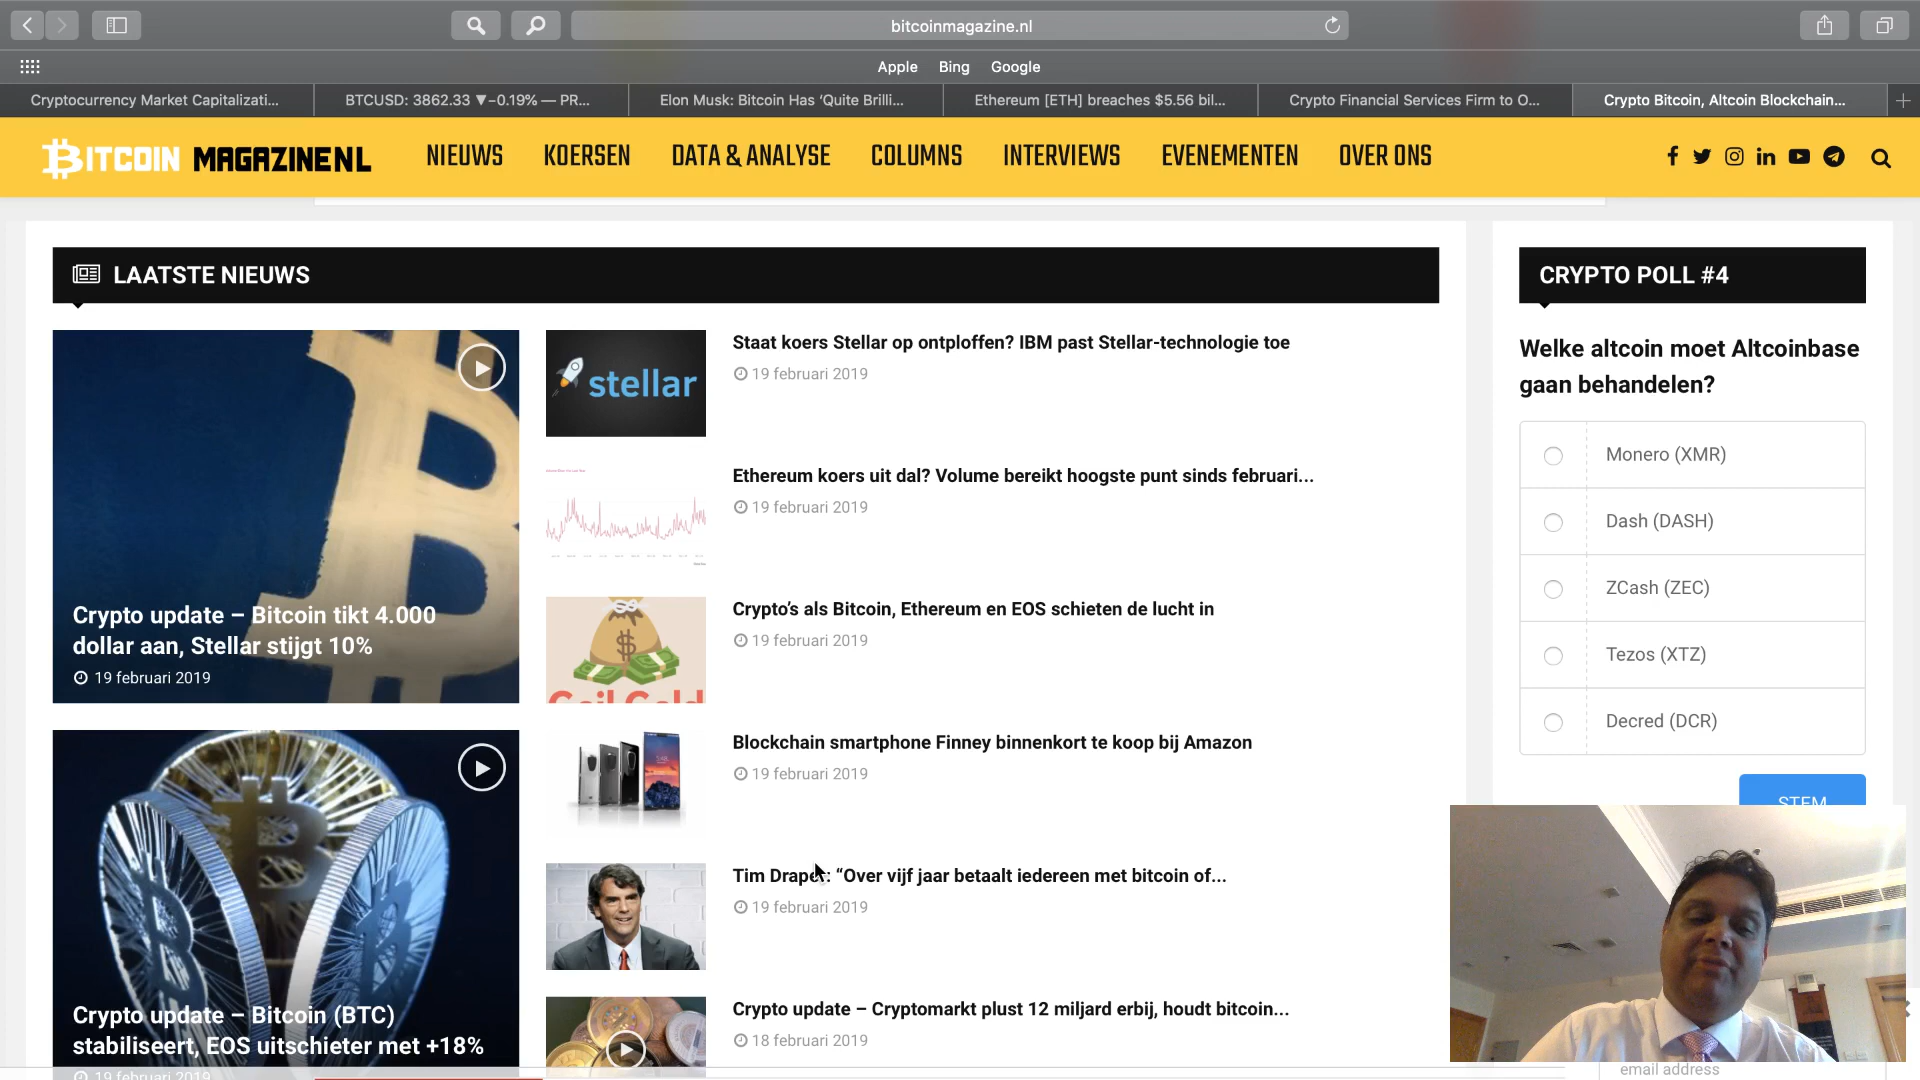 bitcoinmagazine.nl
Apple Bing Google
Cryptocurrency Market Capitalizati...
BTCUSD: 3862.33 ▼−0.19% — PR...
Elon Musk: Bitcoin Has ‘Quite Brilli...
Ethereum [ETH] breaches $5.56 bil...
Crypto Financial Services Firm to O...
Crypto Bitcoin, Altcoin Blockchain...
BITCOIN MAGAZINENL
NIEUWS KOERSEN DATA & ANALYSE COLUMNS INTERVIEWS EVENEMENTEN OVER ONS
LAATSTE NIEUWS
Crypto update – Bitcoin tikt 4.000
dollar aan, Stellar stijgt 10%
19 februari 2019
Crypto update – Bitcoin (BTC)
stabiliseert, EOS uitschieter met +18%
19 februari 2019
stellar
Staat koers Stellar op ontploffen? IBM past Stellar-technologie toe
19 februari 2019
Ethereum koers uit dal? Volume bereikt hoogste punt sinds februari...
19 februari 2019
Crypto’s als Bitcoin, Ethereum en EOS schieten de lucht in
19 februari 2019
Blockchain smartphone Finney binnenkort te koop bij Amazon
19 februari 2019
Tim Draper: “Over vijf jaar betaalt iedereen met bitcoin of...
19 februari 2019
Crypto update – Cryptomarkt plust 12 miljard erbij, houdt bitcoin...
18 februari 2019
CRYPTO POLL #4
Welke altcoin moet Altcoinbase
gaan behandelen?
Monero (XMR)
Dash (DASH)
ZCash (ZEC)
Tezos (XTZ)
Decred (DCR)
STEM
email address